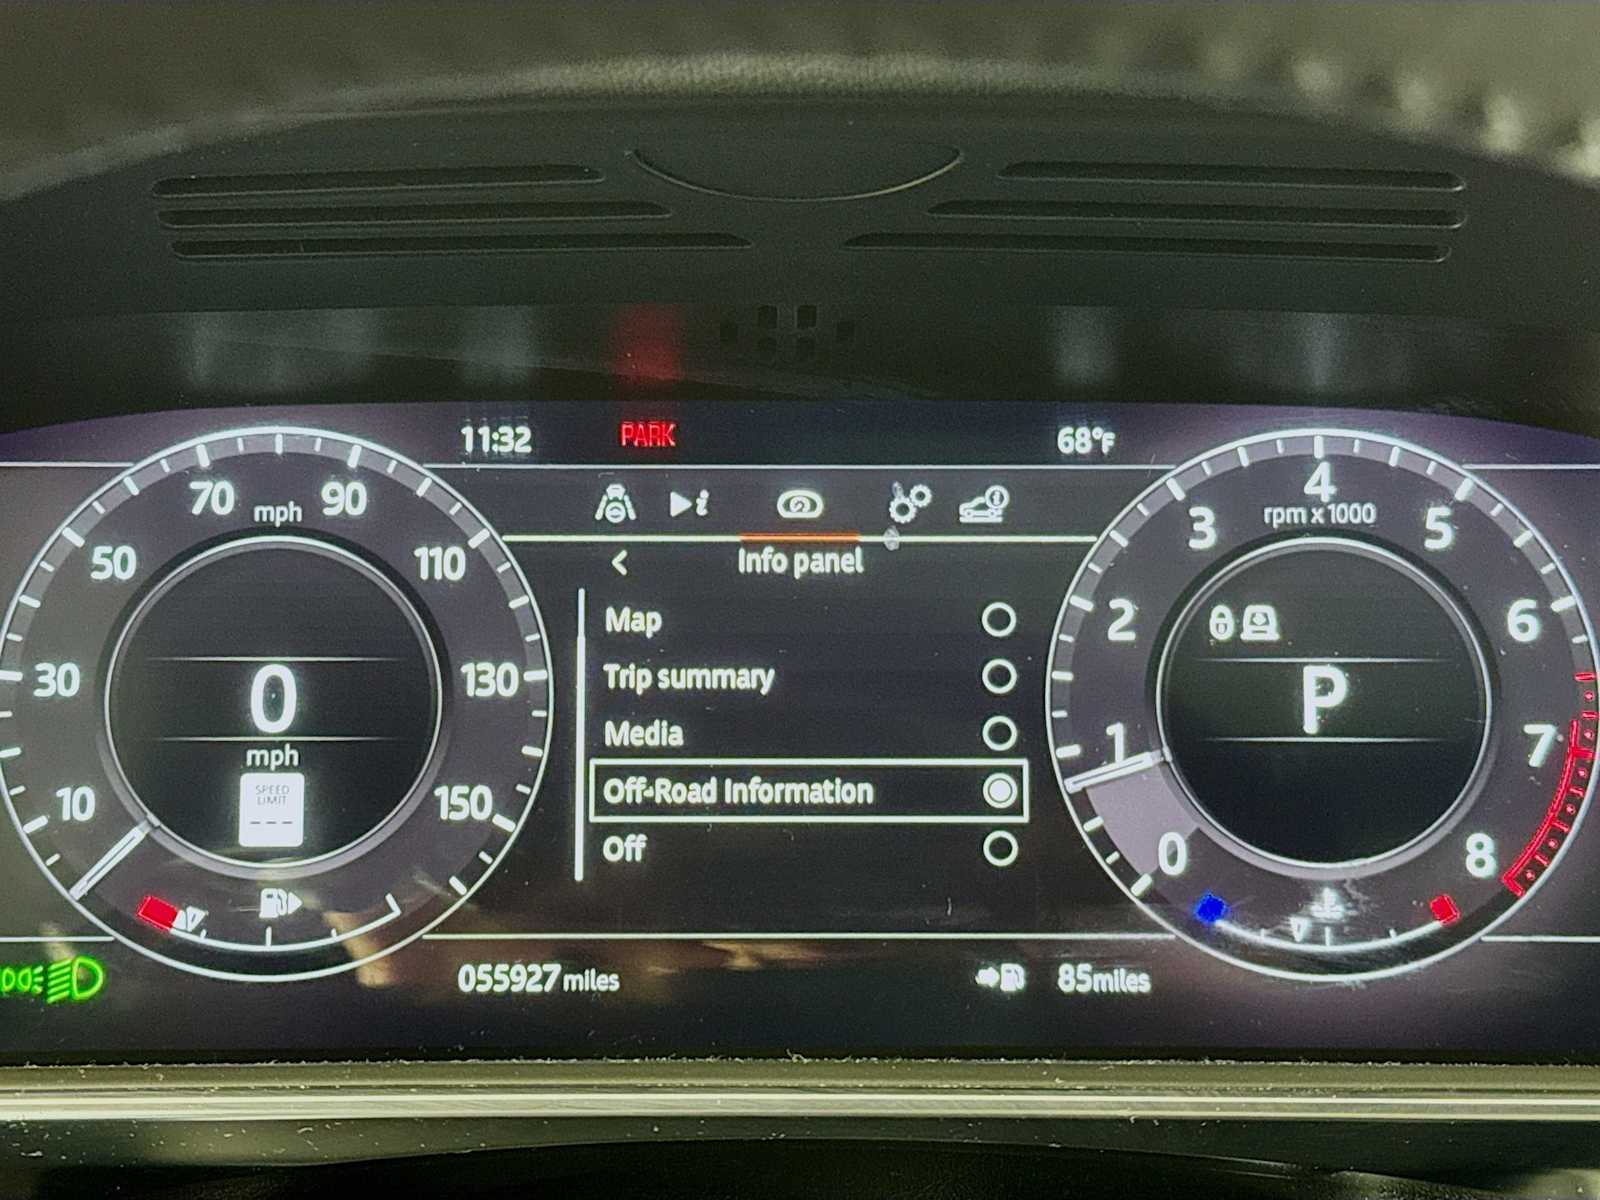 11:32
PARK
68°F
10
30
50
70
mph
90
110
130
150
0
mph
SPEED
LIMIT
---
Info panel
Map
Trip summary
Media
Off-Road Information
Off
0
1
2
3
4
rpm x 1000
5
6
7
8
P
055927 miles
85 miles